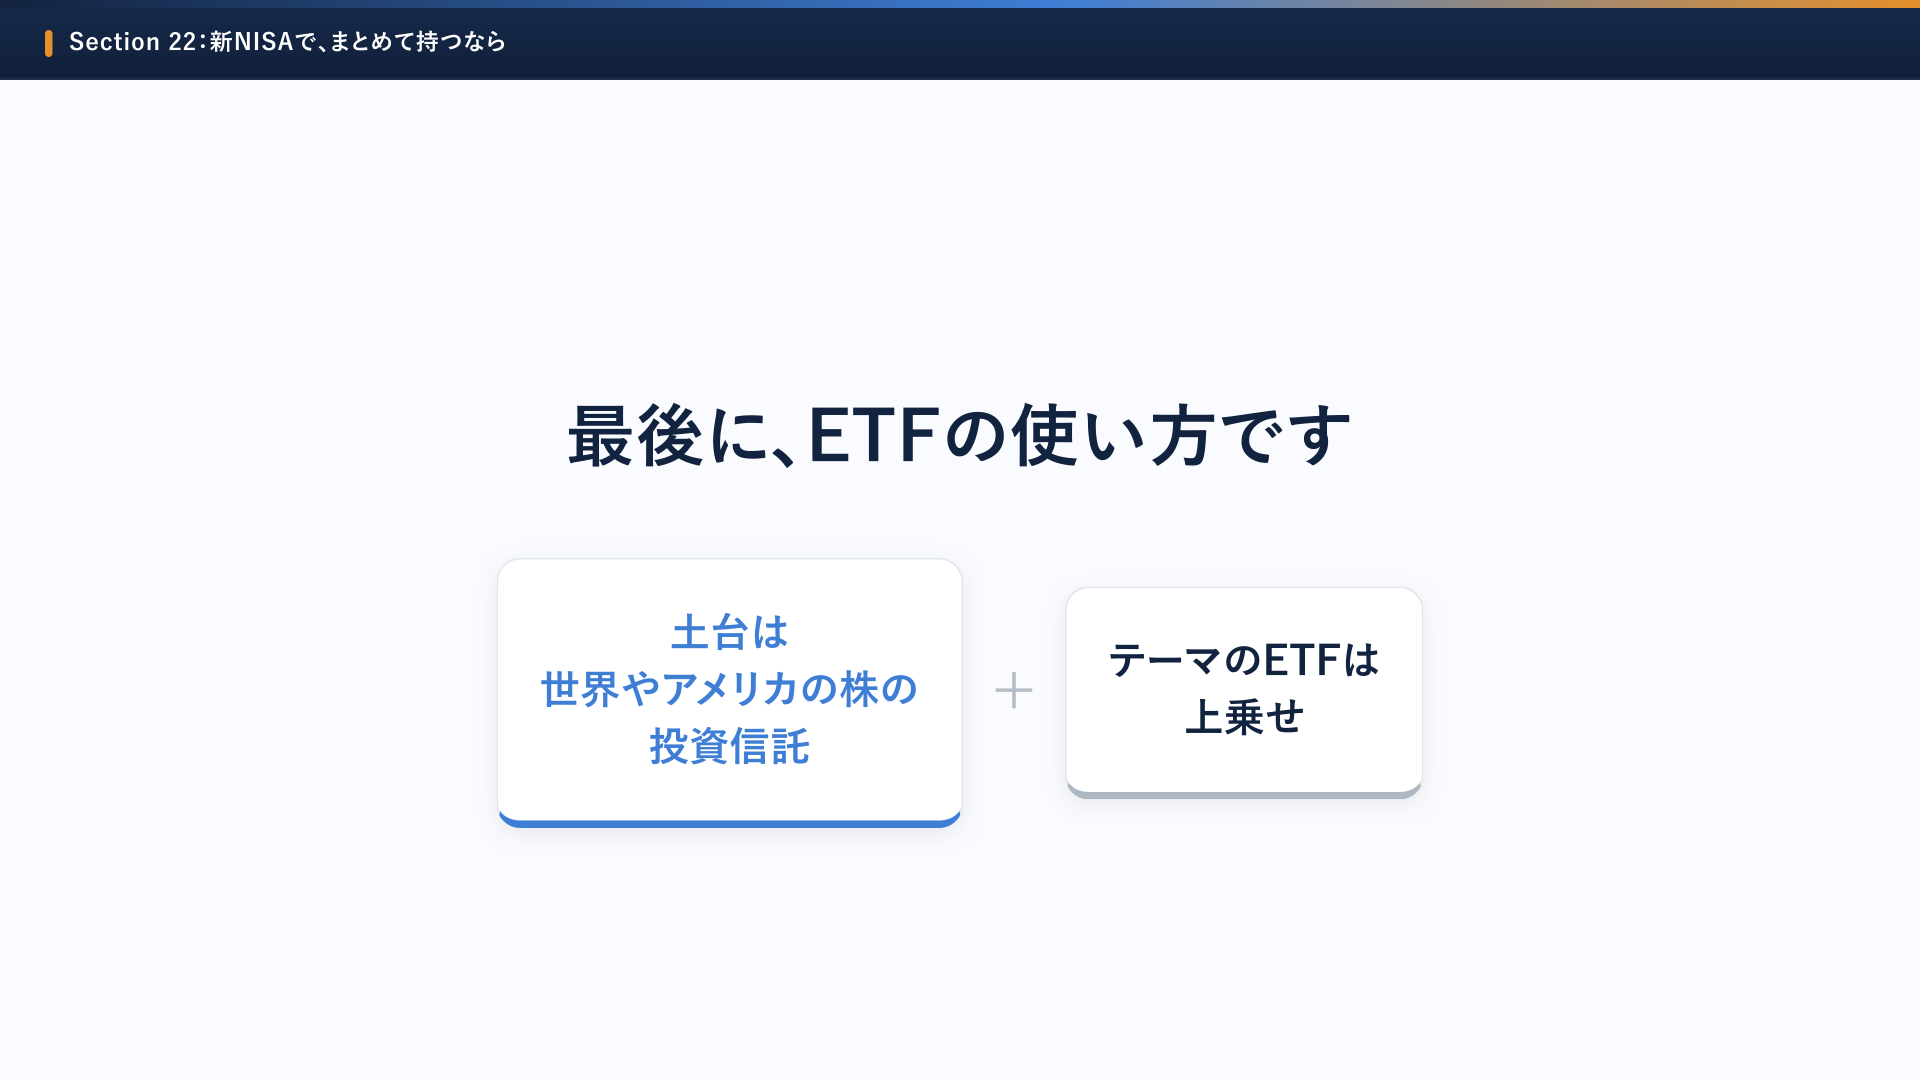 Section 22：新NISAで、まとめて持つなら
最後に、ETFの使い方です
土台は
世界やアメリカの株の
投資信託
＋
テーマのETFは
上乗せ